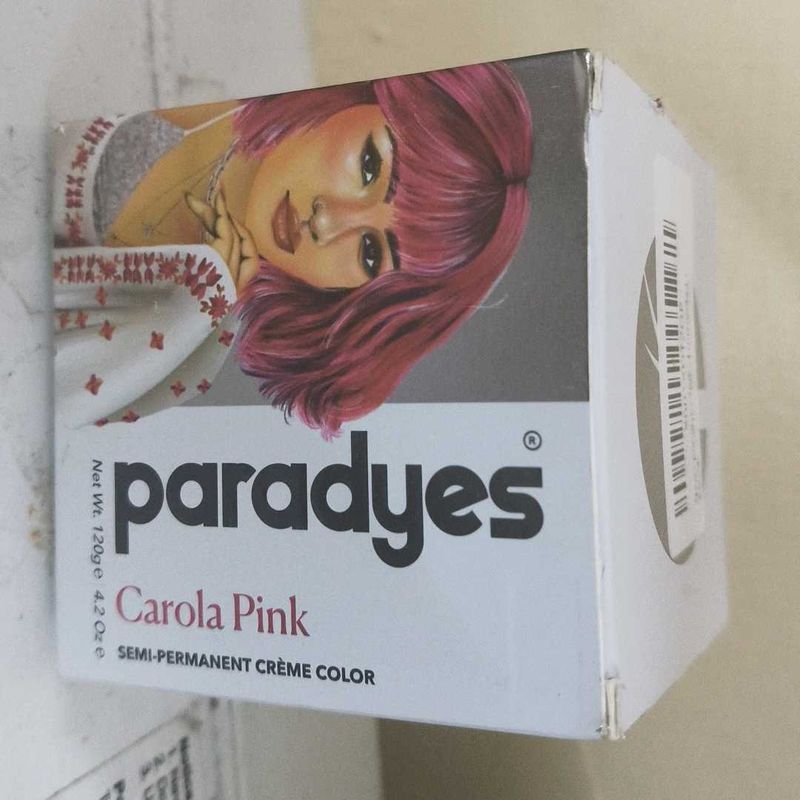 paradyes®
Carola Pink
SEMI-PERMANENT CRÈME COLOR
Net Wt. 120g e 4.2 Oz e